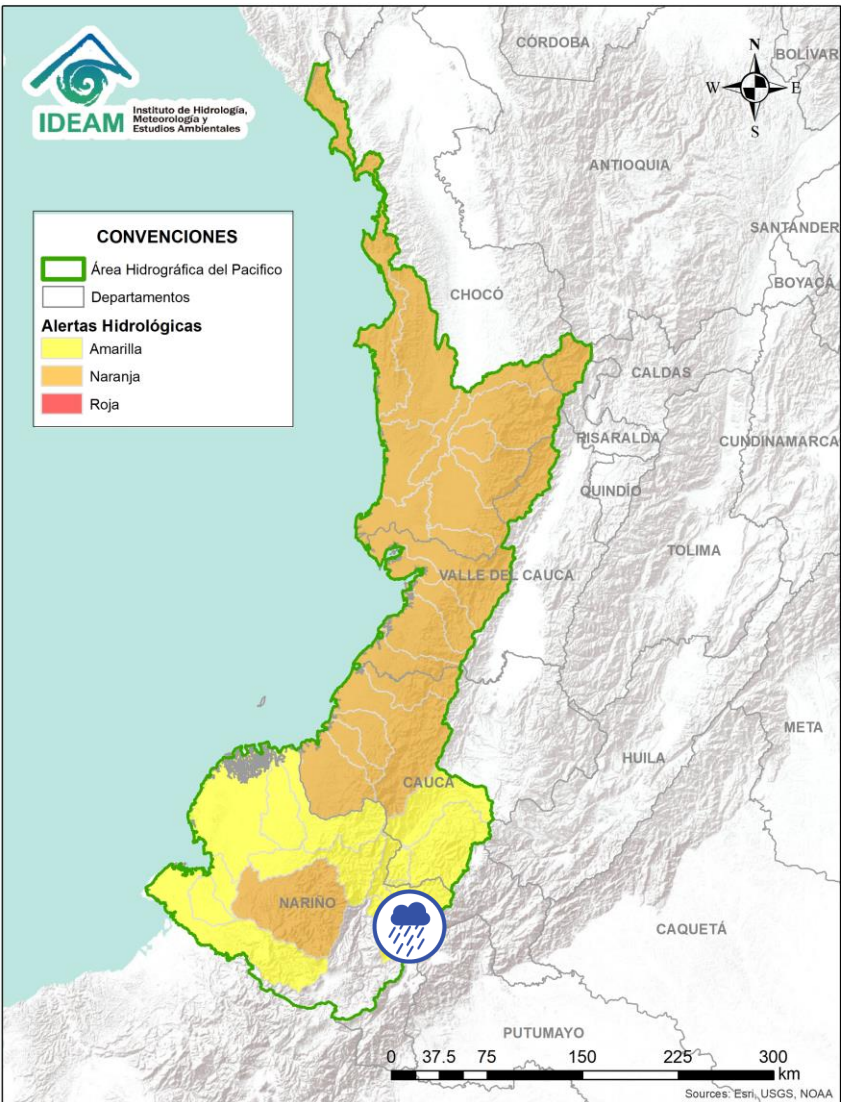 IDEAM
Instituto de Hidrología,
Meteorología y
Estudios Ambientales
N
W
E
S
CÓRDOBA
BOLÍVAR
ANTIOQUIA
SANTANDER
BOYACÁ
CHOCÓ
CONVENCIONES
Área Hidrográfica del Pacifico
Departamentos
Alertas Hidrológicas
Amarilla
Naranja
Roja
CALDAS
RISARALDA
CUNDINAMARCA
QUINDÍO
TOLIMA
VALLE DEL CAUCA
META
HUILA
CAUCA
NARIÑO
CAQUETÁ
PUTUMAYO
0 37.5 75 150 225 300
km
Sources: Esri, USGS, NOAA